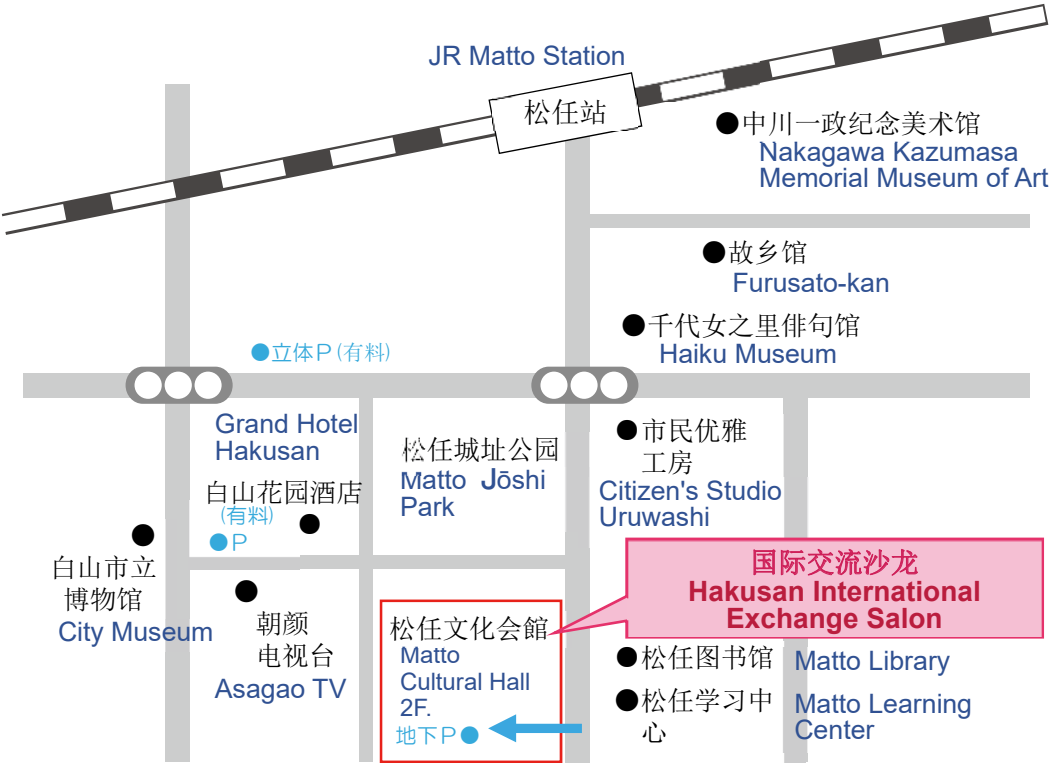 JR Matto Station
松任站
●中川一政纪念美术馆
Nakagawa Kazumasa
Memorial Museum of Art
●故乡馆
Furusato-kan
●千代女之里俳句馆
Haiku Museum
●立体P(有料)
Grand Hotel
Hakusan
白山花园酒店
(有料)
●P
松任城址公园
Matto Jōshi
Park
●市民优雅
工房
Citizen's Studio
Uruwashi
白山市立
博物馆
City Museum
朝颜
电视台
Asagao TV
国际交流沙龙
Hakusan International
Exchange Salon
松任文化会館
Matto
Cultural Hall
2F.
地下P●
●松任图书馆
Matto Library
●松任学习中
心
Matto Learning
Center